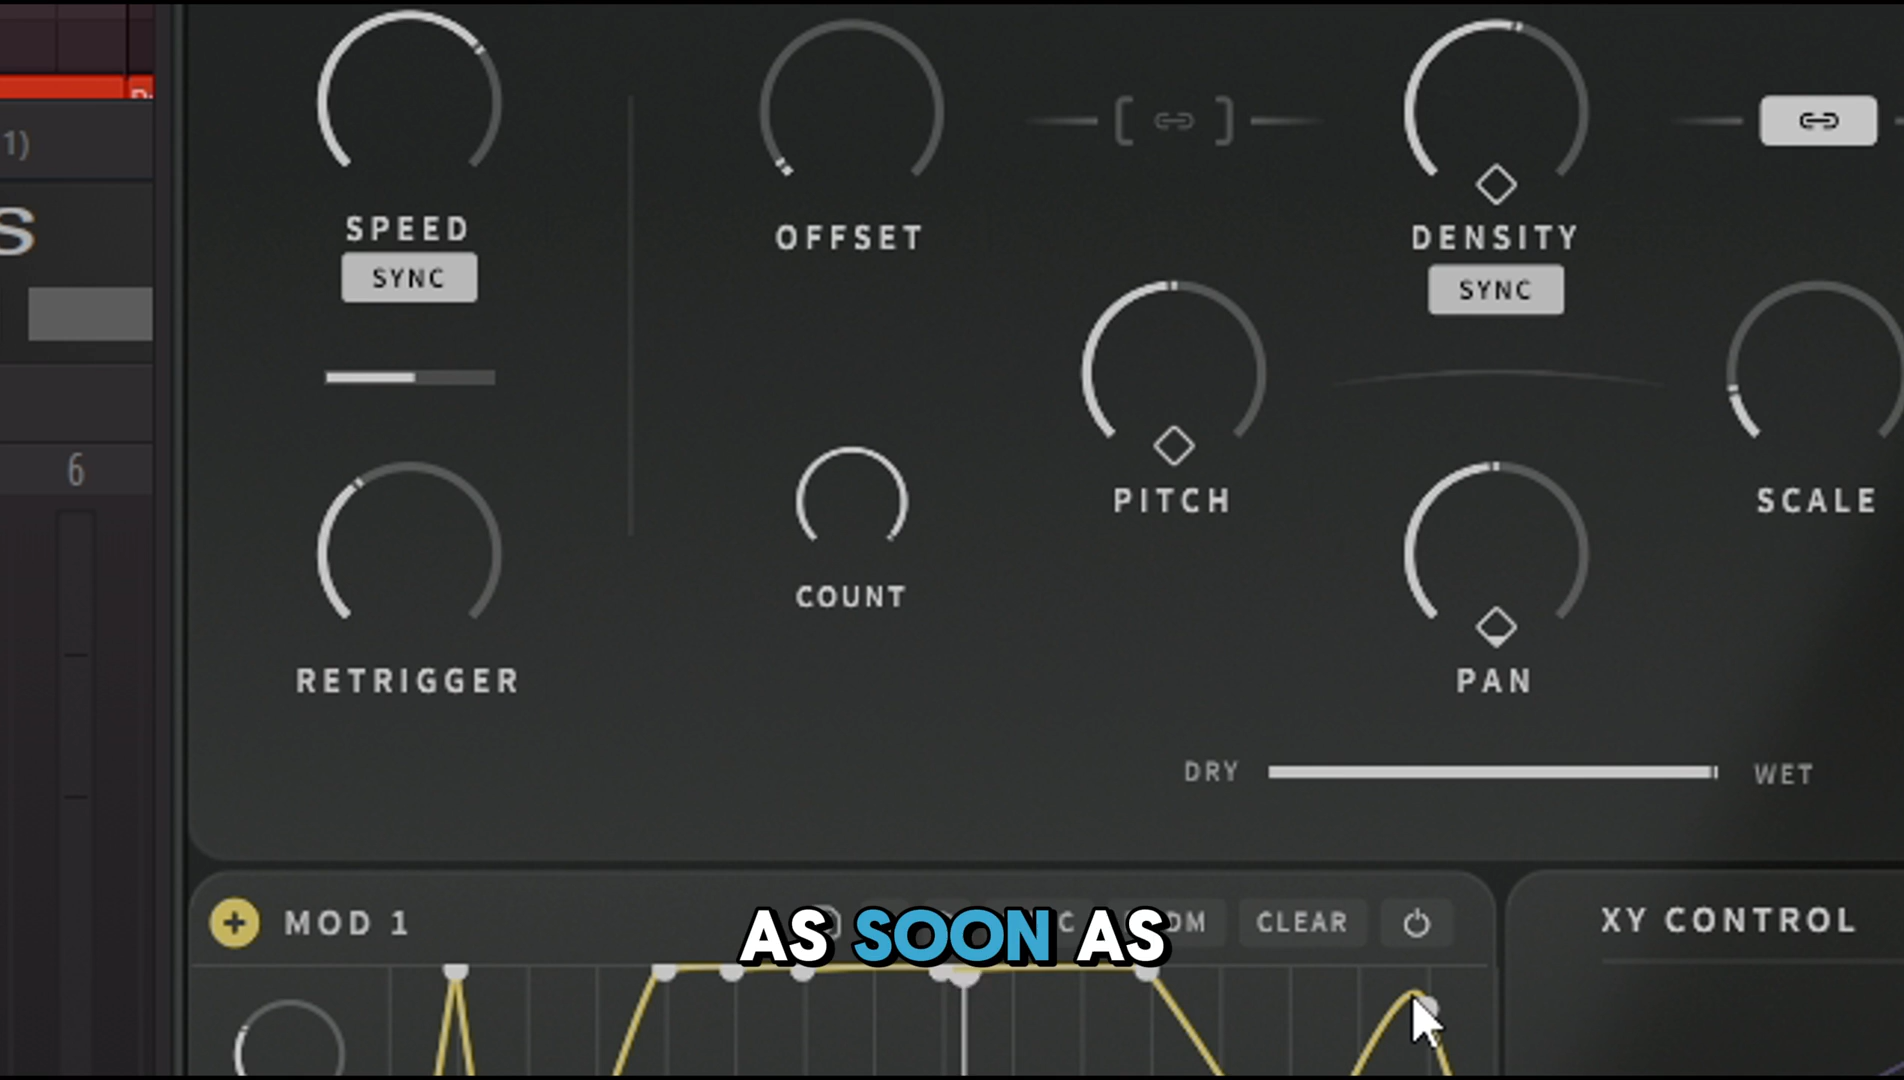 1)
S
SPEED
SYNC
OFFSET
DENSITY
SYNC
PITCH
SCALE
6
COUNT
RETRIGGER
PAN
DRY
WET
MOD 1
CLEAR
XY CONTROL
AS SOON AS